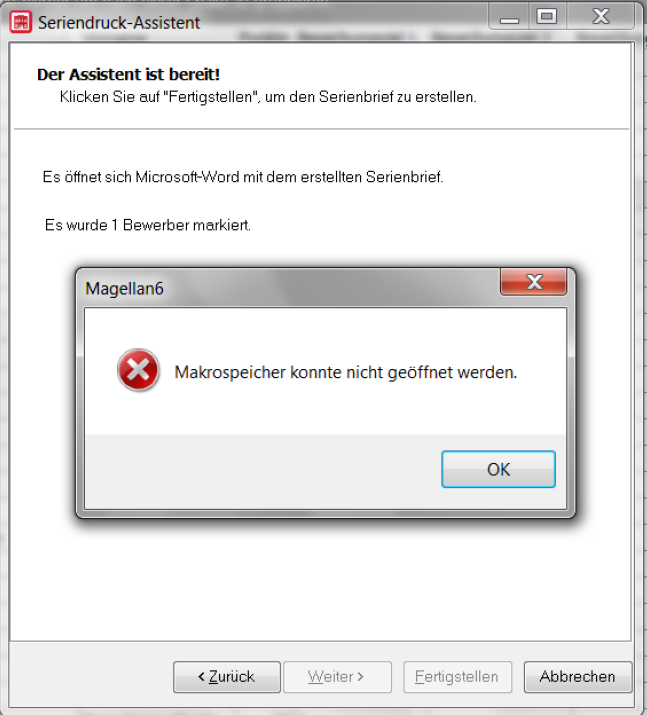 Seriendruck-Assistent
Der Assistent ist bereit!
Klicken Sie auf "Fertigstellen", um den Serienbrief zu erstellen.
Es öffnet sich Microsoft-Word mit dem erstellten Serienbrief.
Es wurde 1 Bewerber markiert.
Magellan6
Makrospeicher konnte nicht geöffnet werden.
OK
< Zurück
Weiter >
Fertigstellen
Abbrechen